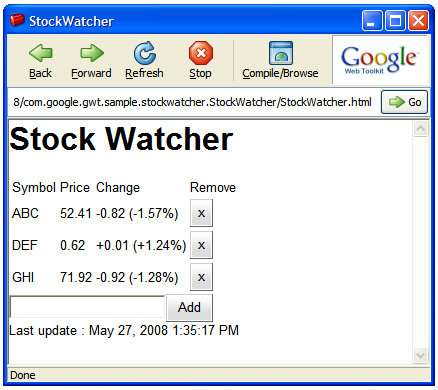 StockWatcher
Back Forward Refresh Stop Compile/Browse
Google
Web Toolkit
8/com.google.gwt.sample.stockwatcher.StockWatcher/StockWatcher.html Go
Stock Watcher
Symbol Price Change Remove
ABC 52.41 -0.82 (-1.57%) x
DEF 0.62 +0.01 (+1.24%) x
GHI 71.92 -0.92 (-1.28%) x
Add
Last update : May 27, 2008 1:35:17 PM
Done